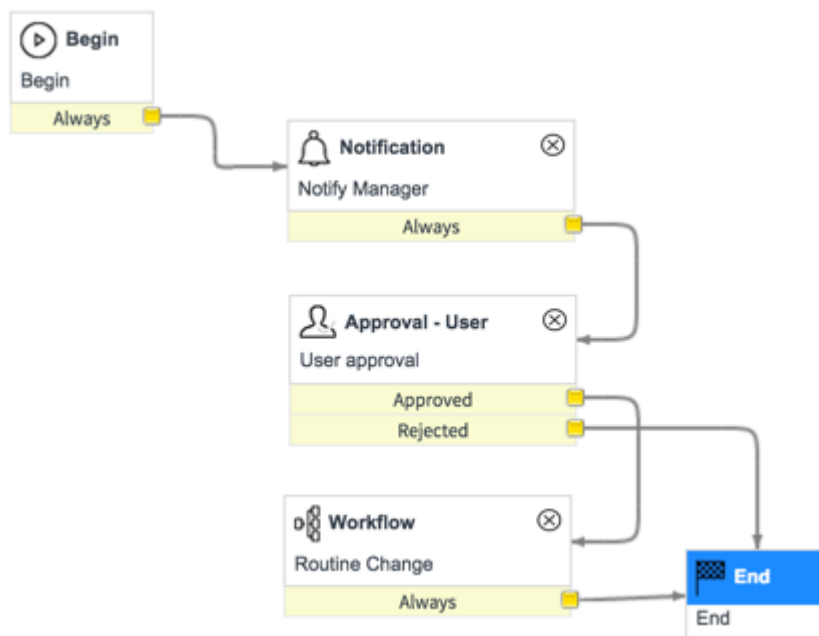 Begin
Begin
Always
Notification
Notify Manager
Always
Approval - User
User approval
Approved
Rejected
Workflow
Routine Change
Always
End
End